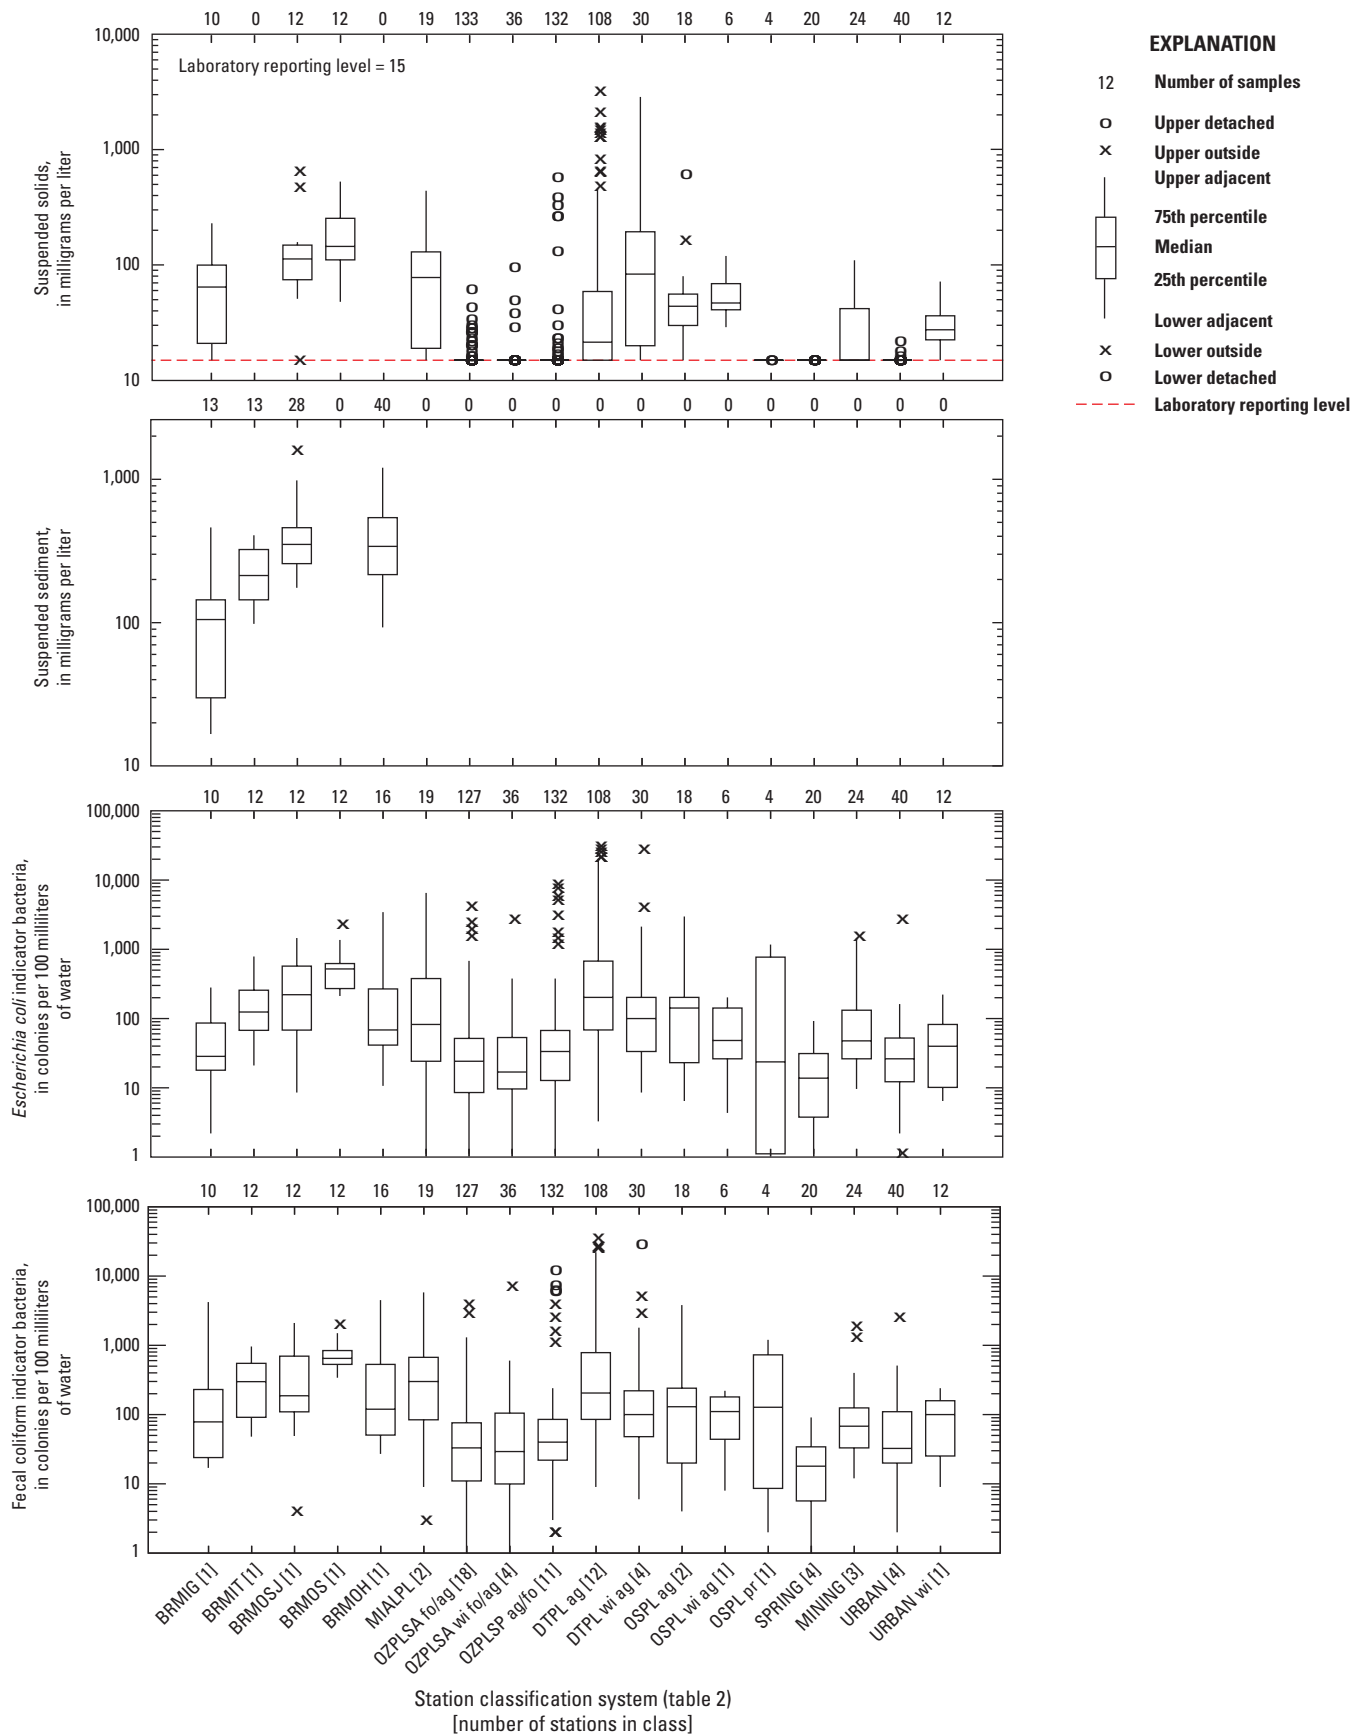 10 0 12 12 0 19 133 36 132 108 30 18 6 4 20 24 40 12
10,000
1,000
100
10
Laboratory reporting level = 15
Suspended solids,
in milligrams per liter
EXPLANATION
12 Number of samples
o Upper detached
x Upper outside
Upper adjacent
75th percentile
Median
25th percentile
Lower adjacent
x Lower outside
o Lower detached
Laboratory reporting level
13 13 28 0 40 0 0 0 0 0 0 0 0 0 0 0 0 0
1,000
100
10
Suspended sediment,
in milligrams per liter
10 12 12 12 16 19 127 36 132 108 30 18 6 4 20 24 40 12
100,000
10,000
1,000
100
10
1
Escherichia coli indicator bacteria,
in colonies per 100 milliliters
of water
10 12 12 12 16 19 127 36 132 108 30 18 6 4 20 24 40 12
100,000
10,000
1,000
100
10
1
Fecal coliform indicator bacteria,
in colonies per 100 milliliters
of water
BRMIG [1]
BRMIT [1]
BRMOSJ [1]
BRMOS [1]
BRMOH [1]
MIALPL [2]
OZPLSA fo/ag [18]
OZPLSA wi fo/ag [4]
OZPLSP ag/fo [11]
DTPL ag [12]
DTPL wi ag [4]
OSPL ag [2]
OSPL wi ag [1]
OSPL pr [1]
SPRING [4]
MINING [3]
URBAN [4]
URBAN wi [1]
Station classification system (table 2)
[number of stations in class]